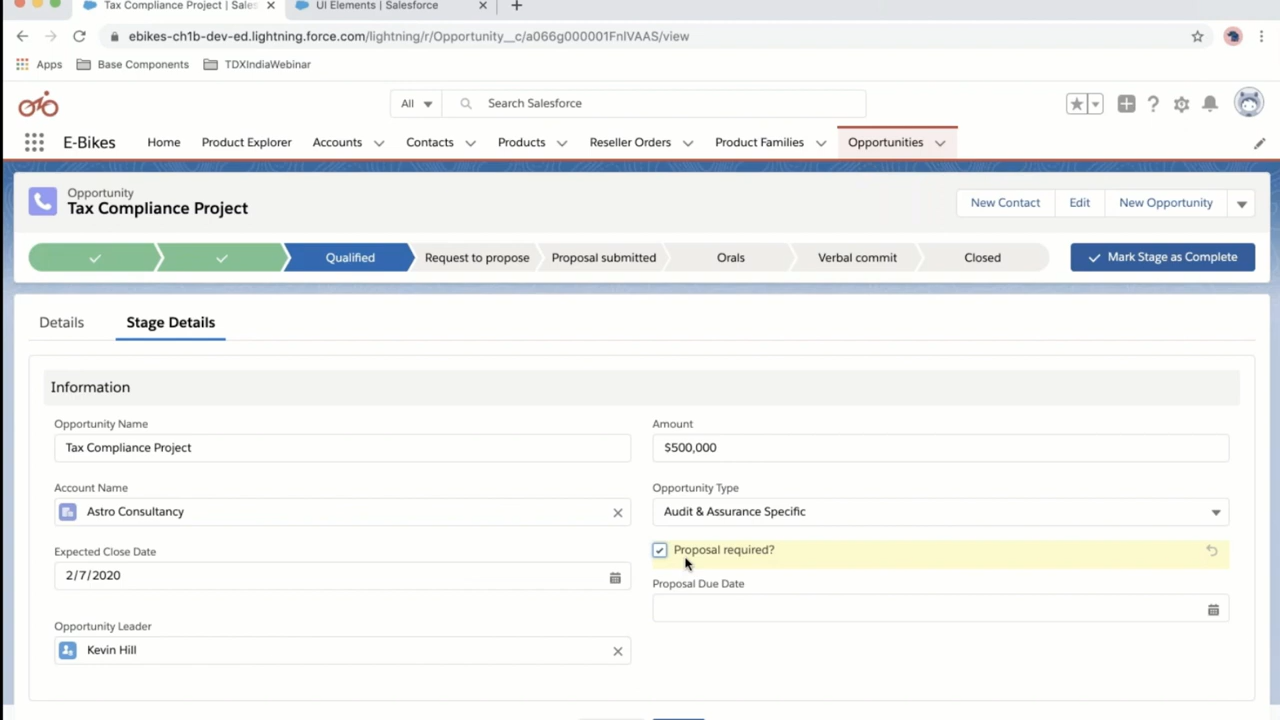 Tax Compliance Project | Sales
UI Elements | Salesforce
ebikes-ch1b-dev-ed.lightning.force.com/lightning/r/Opportunity__c/a066g000001FnIVAAS/view
Apps Base Components TDXIndiaWebinar
All Search Salesforce
E-Bikes Home Product Explorer Accounts Contacts Products Reseller Orders Product Families Opportunities
Opportunity
Tax Compliance Project
New Contact Edit New Opportunity
Qualified Request to propose Proposal submitted Orals Verbal commit Closed Mark Stage as Complete
Details Stage Details
Information
Opportunity Name
Tax Compliance Project
Amount
$500,000
Account Name
Astro Consultancy
Opportunity Type
Audit & Assurance Specific
Expected Close Date
2/7/2020
Proposal required?
Proposal Due Date
Opportunity Leader
Kevin Hill